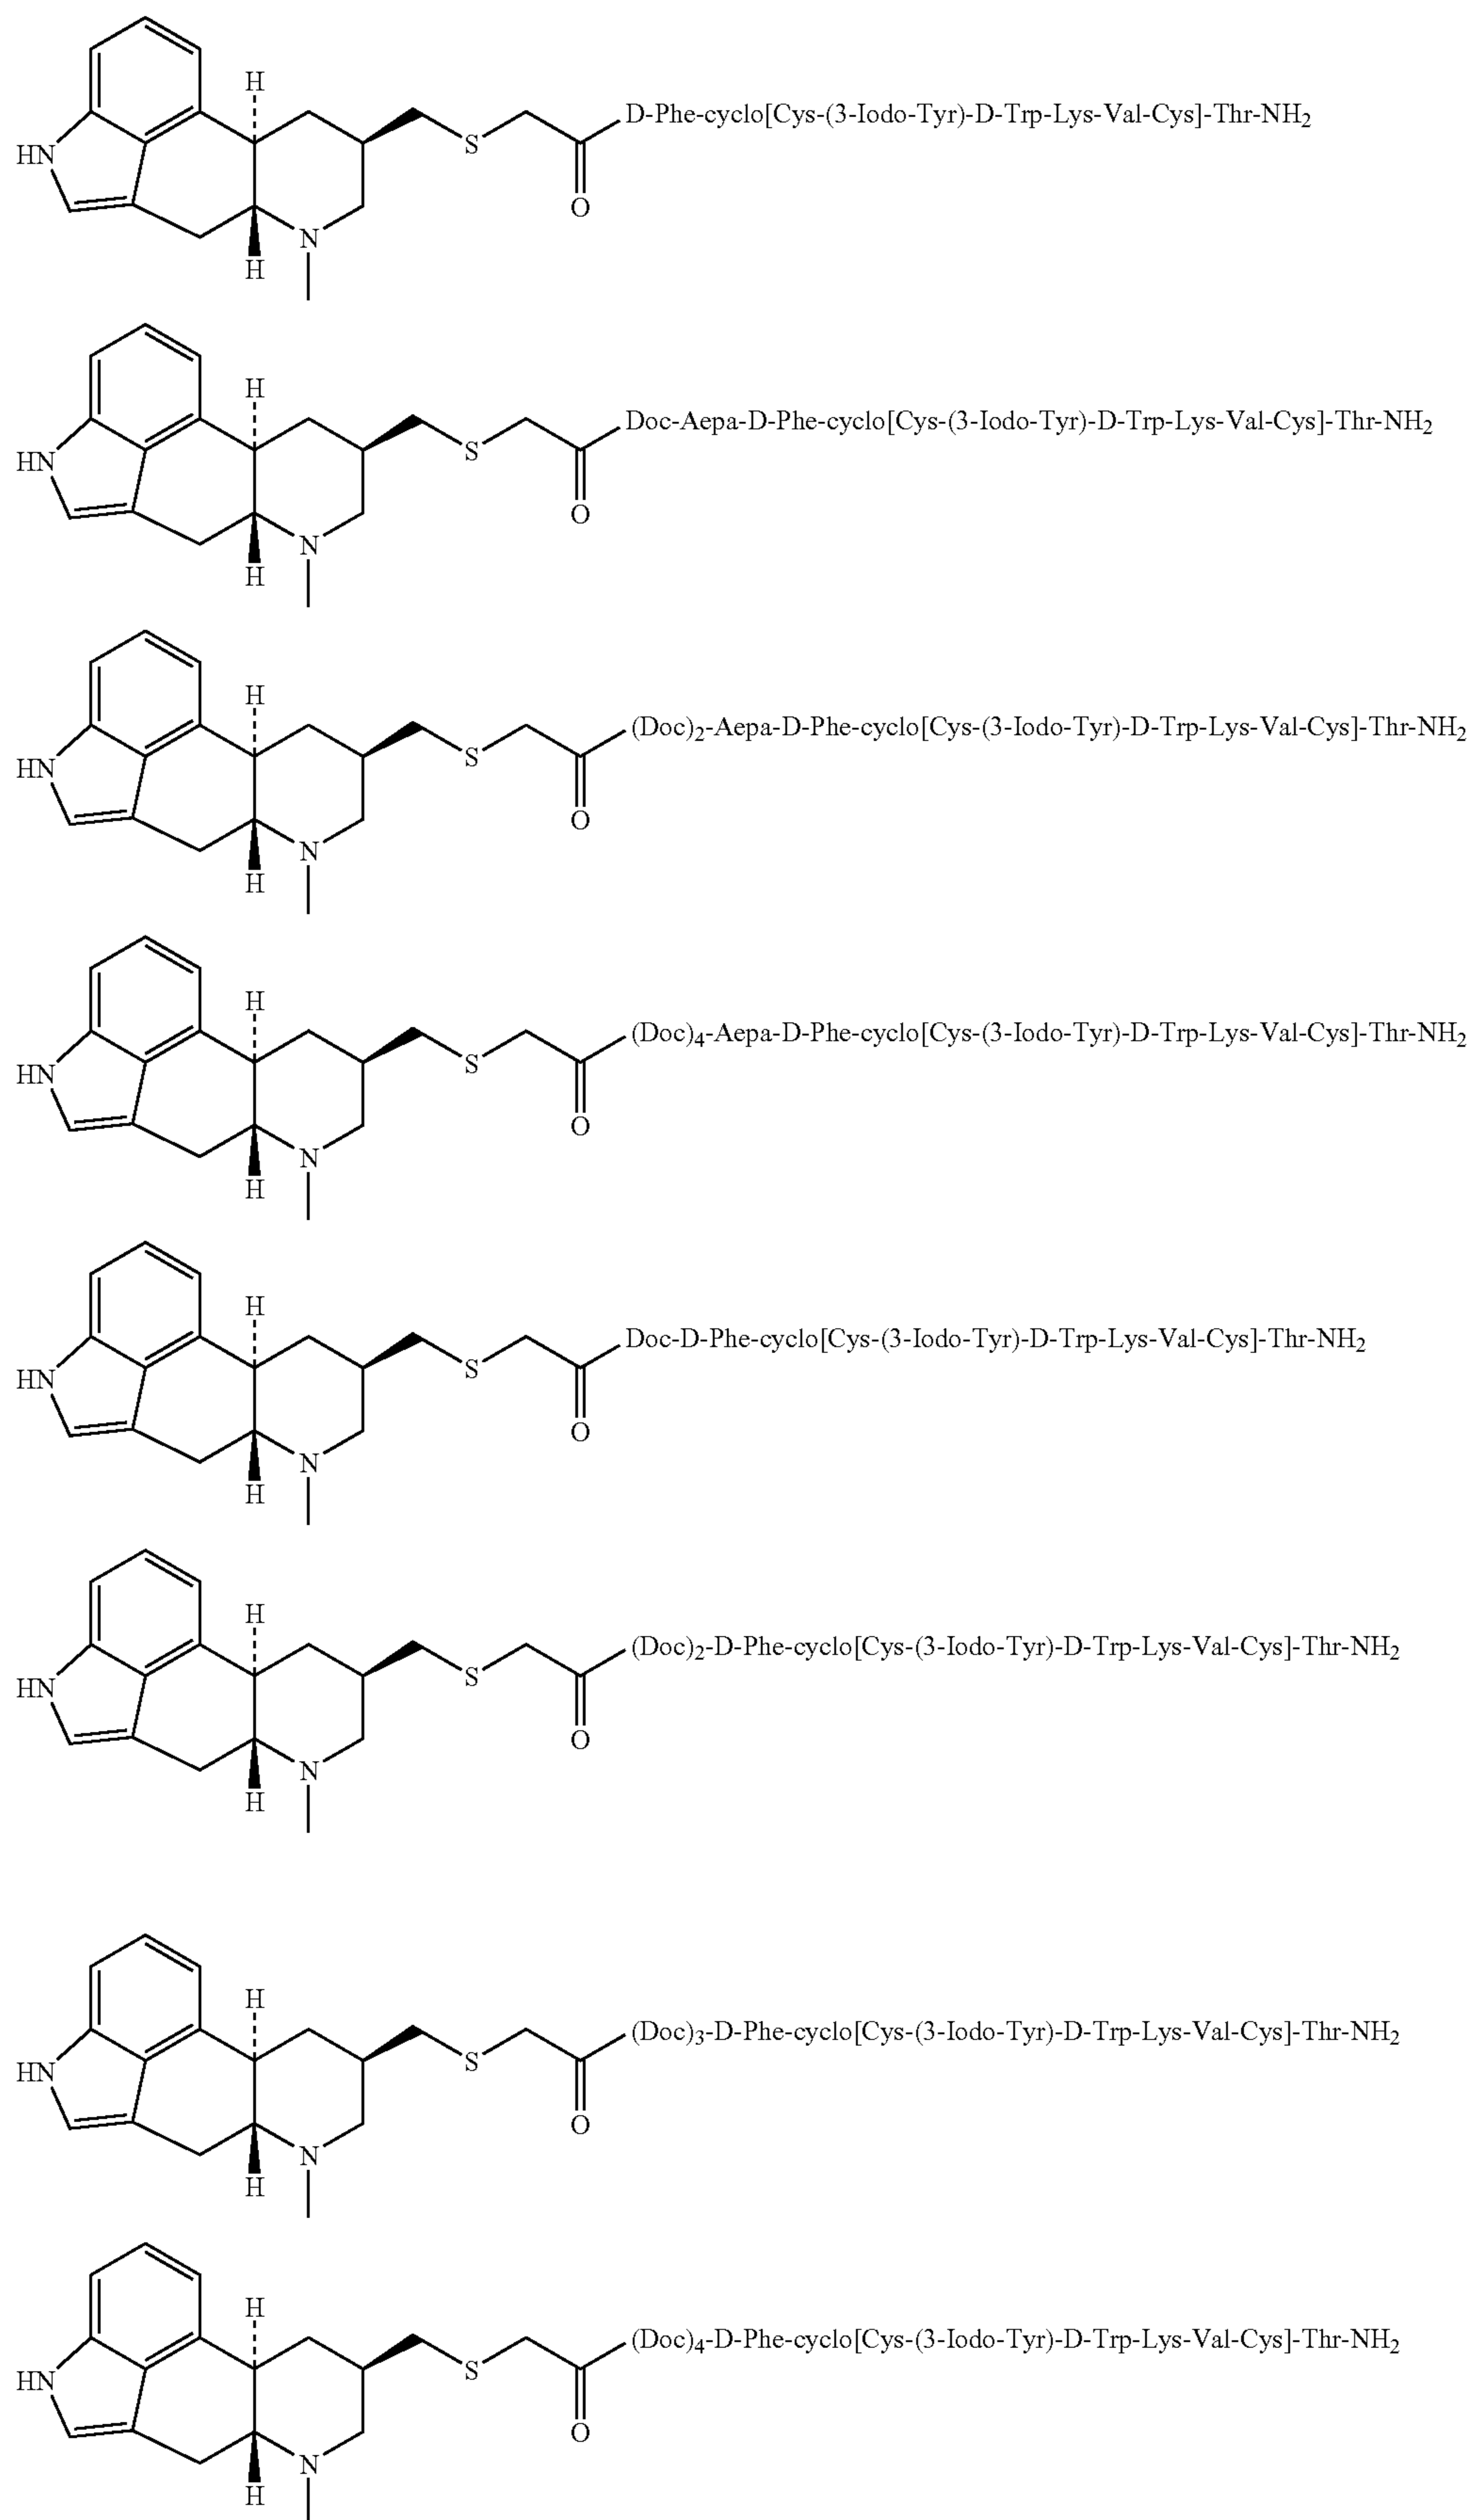 H
D-Phe-cyclo[Cys-(3-Iodo-Tyr)-D-Trp-Lys-Val-Cys]-Thr-NH₂
S
HN
O
N
H
H
Doc-Aepa-D-Phe-cyclo[Cys-(3-Iodo-Tyr)-D-Trp-Lys-Val-Cys]-Thr-NH₂
S
HN
O
N
H
H
(Doc)₂-Aepa-D-Phe-cyclo[Cys-(3-Iodo-Tyr)-D-Trp-Lys-Val-Cys]-Thr-NH₂
S
HN
O
N
H
H
(Doc)₄-Aepa-D-Phe-cyclo[Cys-(3-Iodo-Tyr)-D-Trp-Lys-Val-Cys]-Thr-NH₂
S
HN
O
N
H
H
Doc-D-Phe-cyclo[Cys-(3-Iodo-Tyr)-D-Trp-Lys-Val-Cys]-Thr-NH₂
S
HN
O
N
H
H
(Doc)₂-D-Phe-cyclo[Cys-(3-Iodo-Tyr)-D-Trp-Lys-Val-Cys]-Thr-NH₂
S
HN
O
N
H
H
(Doc)₃-D-Phe-cyclo[Cys-(3-Iodo-Tyr)-D-Trp-Lys-Val-Cys]-Thr-NH₂
S
HN
O
N
H
H
(Doc)₄-D-Phe-cyclo[Cys-(3-Iodo-Tyr)-D-Trp-Lys-Val-Cys]-Thr-NH₂
S
HN
O
N
H